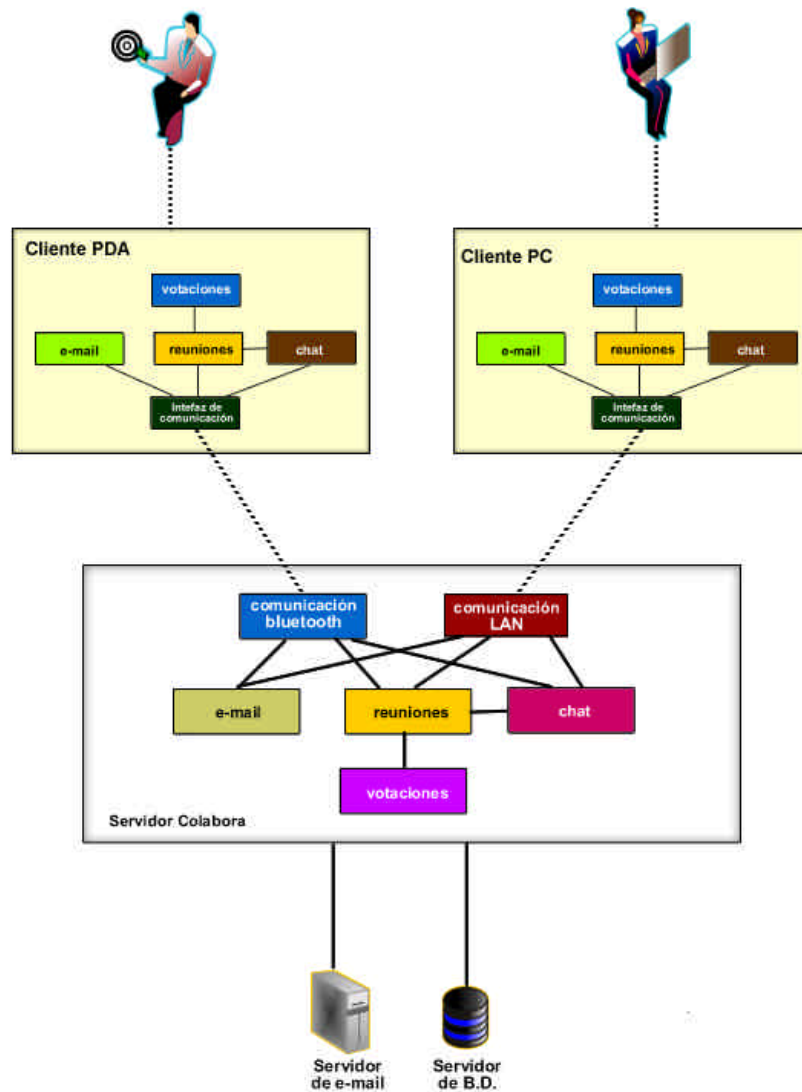 Cliente PDA
votaciones
e-mail
reuniones
chat
Intefaz de
comunicación
Cliente PC
votaciones
e-mail
reuniones
chat
Intefaz de
comunicación
comunicación
bluetooth
comunicación
LAN
e-mail
reuniones
chat
votaciones
Servidor Colabora
Servidor
de e-mail
Servidor
de B.D.